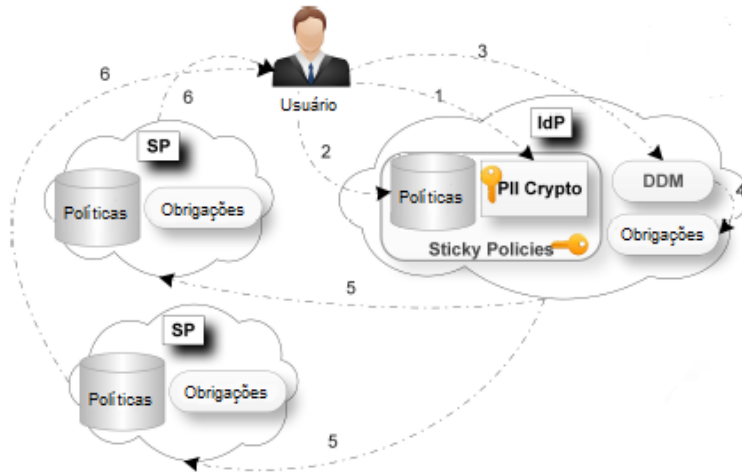 6
3
6
Usuário
1
2
IdP
SP
Políticas
PII Crypto
DDM
4
Políticas
Obrigações
Obrigações
Sticky Policies
5
SP
Políticas
Obrigações
5